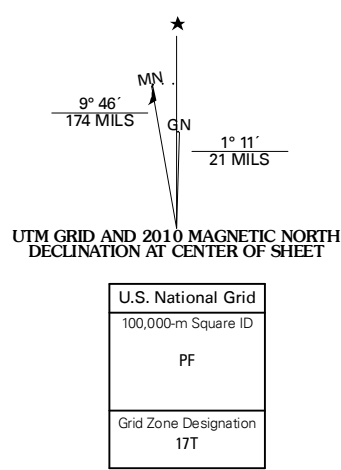 MN
9° 46´
174 MILS
GN
1° 11´
21 MILS
UTM GRID AND 2010 MAGNETIC NORTH
DECLINATION AT CENTER OF SHEET
U.S. National Grid
100,000-m Square ID
PF
Grid Zone Designation
17T